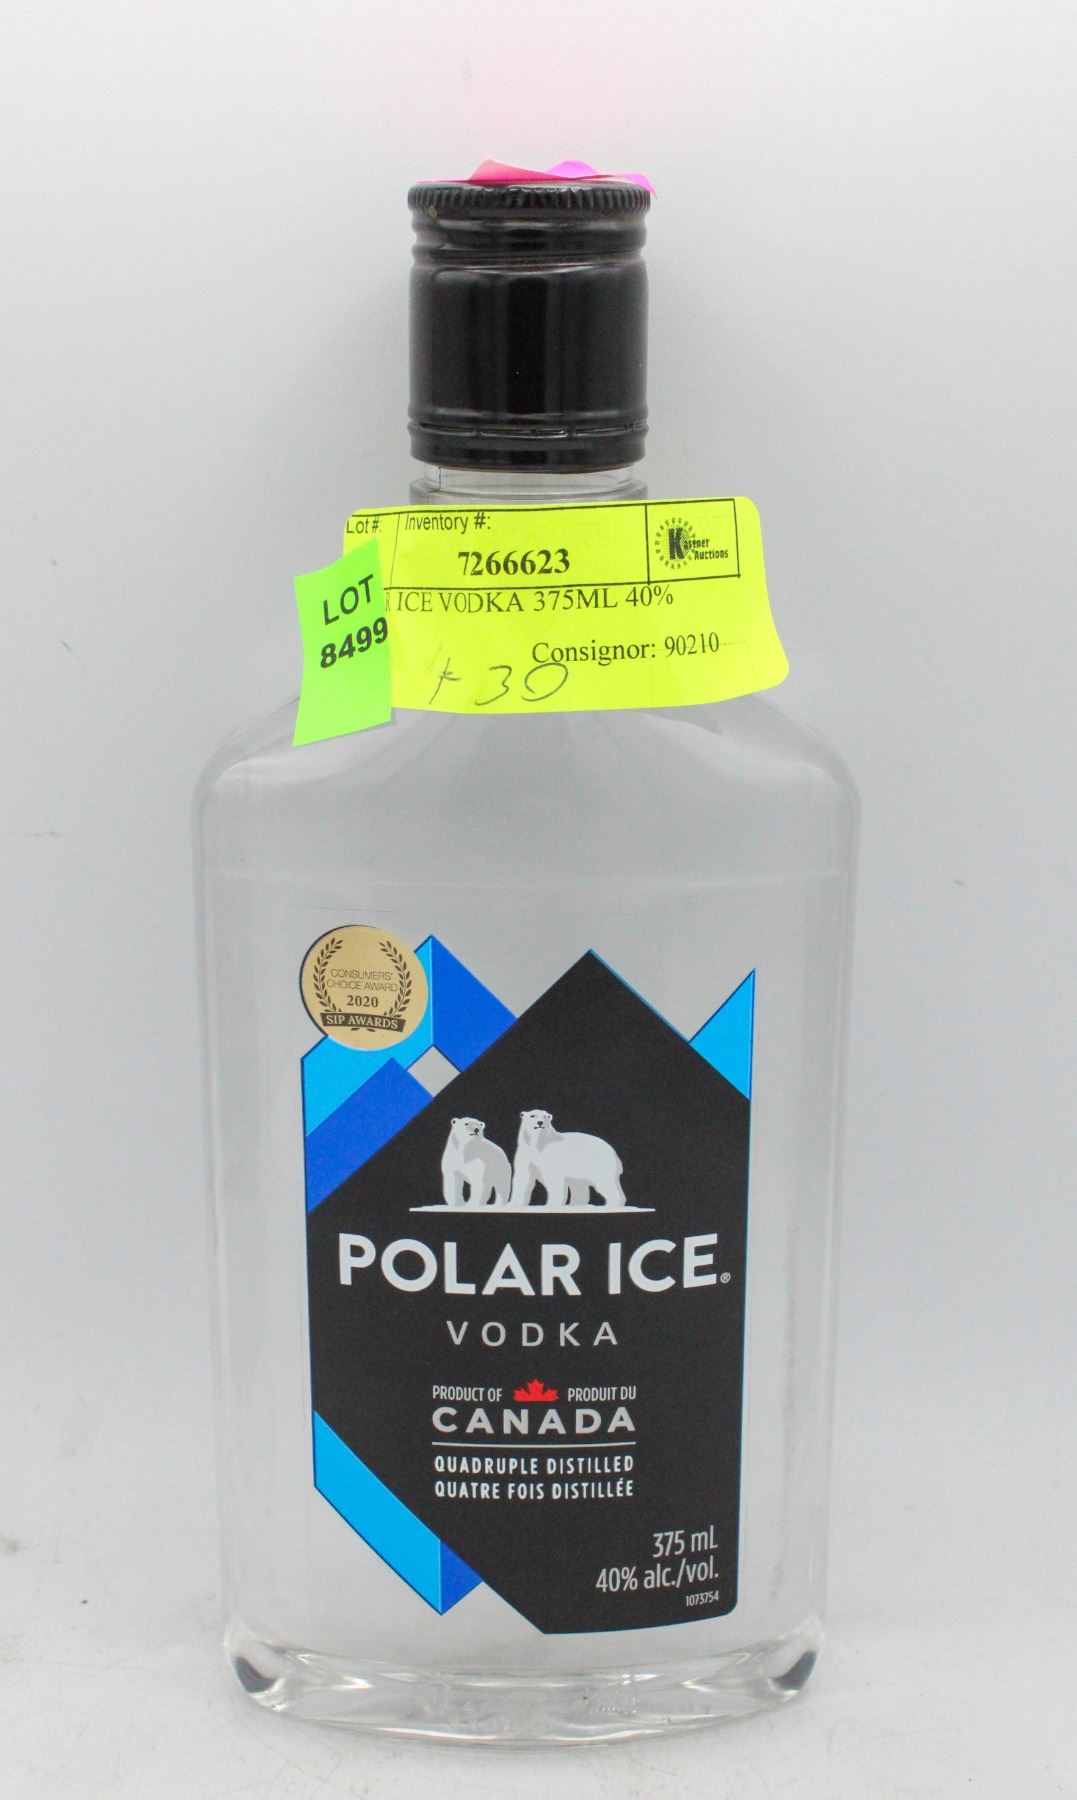 Lot #: Inventory #:
7266623
Kastner
Auctions
R ICE VODKA 375ML 40%
LOT
8499
Consignor: 90210
30
CONSUMERS'
CHOICE AWARD
2020
SIP AWARDS
POLAR ICE®
VODKA
PRODUCT OF PRODUIT DU
CANADA
QUADRUPLE DISTILLED
QUATRE FOIS DISTILLÉE
375 mL
40% alc./vol.
1073754